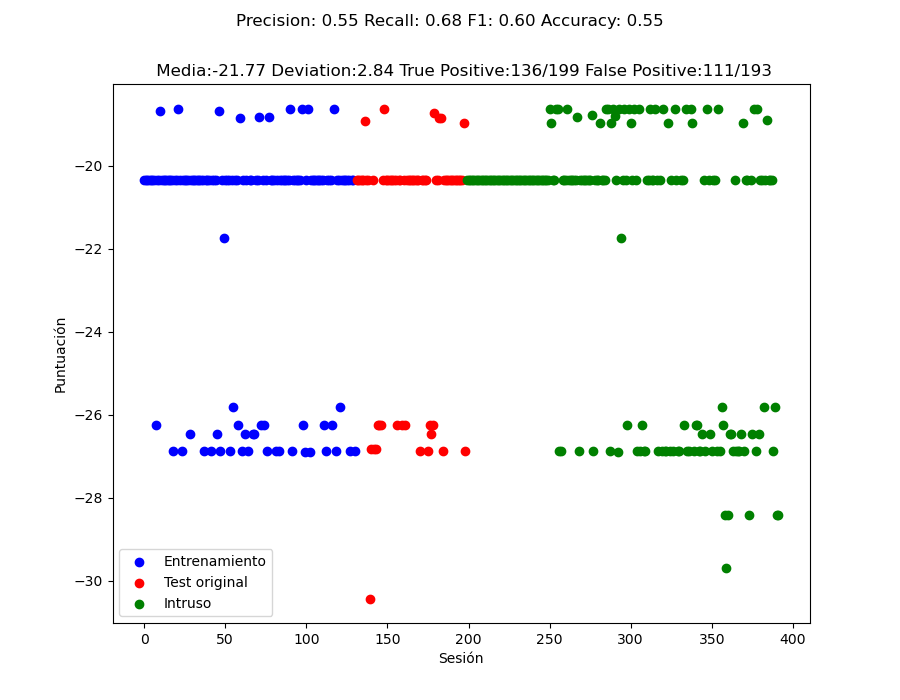 Precision: 0.55 Recall: 0.68 F1: 0.60 Accuracy: 0.55
Media:-21.77 Deviation:2.84 True Positive:136/199 False Positive:111/193
−20
−22
−24
−26
−28
−30
Puntuación
Entrenamiento
Test original
Intruso
0 50 100 150 200 250 300 350 400
Sesión